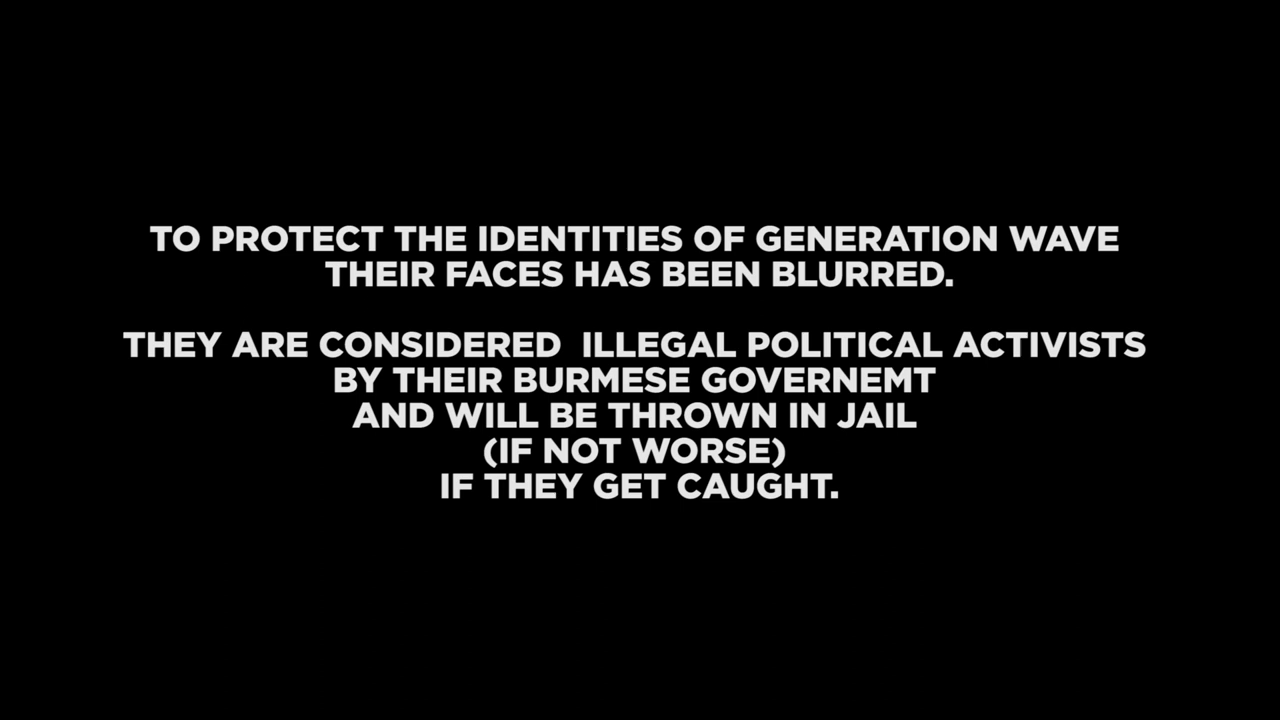 TO PROTECT THE IDENTITIES OF GENERATION WAVE
THEIR FACES HAS BEEN BLURRED.
THEY ARE CONSIDERED  ILLEGAL POLITICAL ACTIVISTS
BY THEIR BURMESE GOVERNEMT
AND WILL BE THROWN IN JAIL
(IF NOT WORSE)
IF THEY GET CAUGHT.